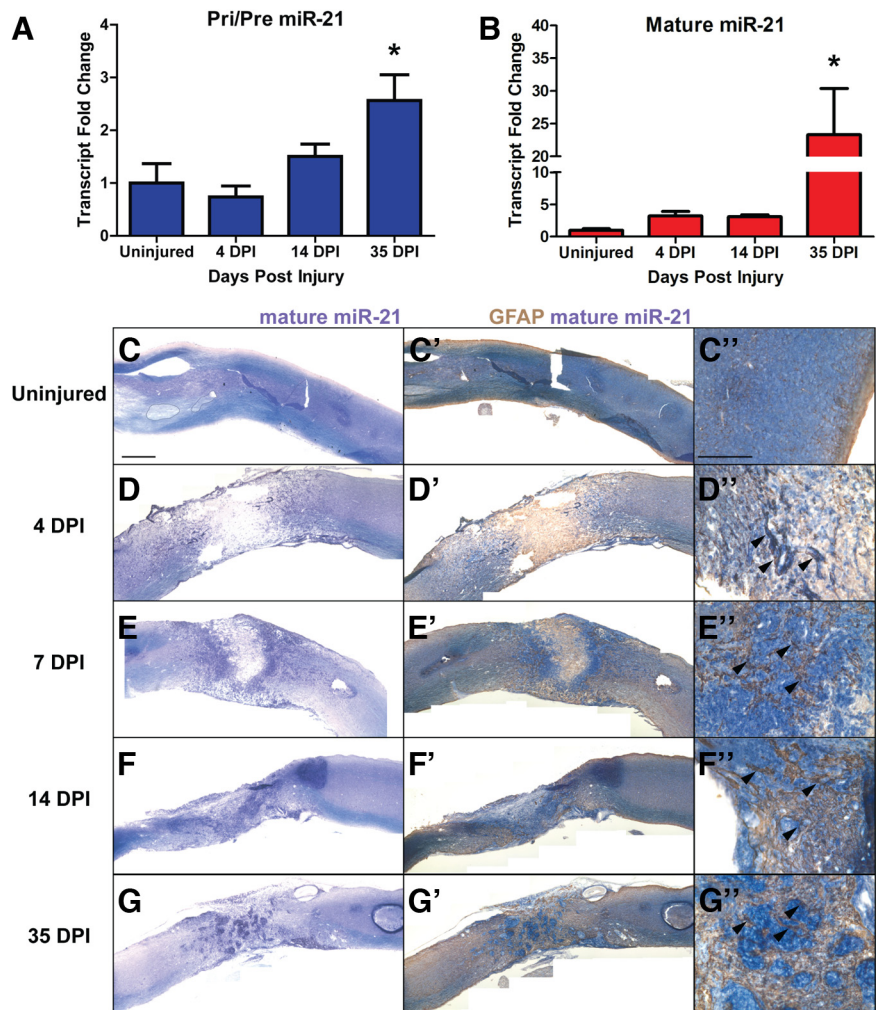 A
Pri/Pre miR-21
Transcript Fold Change
4
3
2
1
0
*
Uninjured 4 DPI 14 DPI 35 DPI
Days Post Injury
B
Mature miR-21
Transcript Fold Change
40
35
30
25
20
10
5
0
*
Uninjured 4 DPI 14 DPI 35 DPI
Days Post Injury
mature miR-21
GFAP mature miR-21
Uninjured
C
C'
C''
4 DPI
D
D'
D''
7 DPI
E
E'
E''
14 DPI
F
F'
F''
35 DPI
G
G'
G''